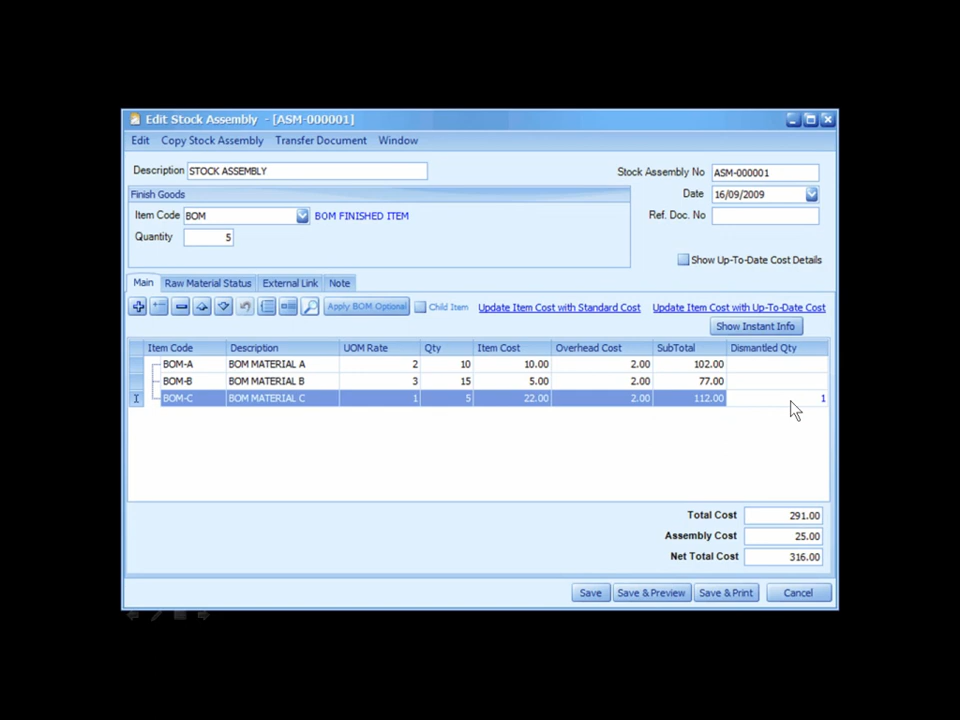 Edit Stock Assembly - [ASM-000001]
Edit Copy Stock Assembly Transfer Document Window
Description STOCK ASSEMBLY
Stock Assembly No ASM-000001
Finish Goods
Date 16/09/2009
Item Code BOM BOM FINISHED ITEM
Ref. Doc. No
Quantity 5
Show Up-To-Date Cost Details
Main Raw Material Status External Link Note
Apply BOM Optional Child Item Update Item Cost with Standard Cost Update Item Cost with Up-To-Date Cost
Show Instant Info
Item Code Description UOM Rate Qty Item Cost Overhead Cost SubTotal Dismantled Qty
BOM-A BOM MATERIAL A 2 10 10.00 2.00 102.00
BOM-B BOM MATERIAL B 3 15 5.00 2.00 77.00
BOM-C BOM MATERIAL C 1 5 22.00 2.00 112.00 1
Total Cost 291.00
Assembly Cost 25.00
Net Total Cost 316.00
Save Save & Preview Save & Print Cancel